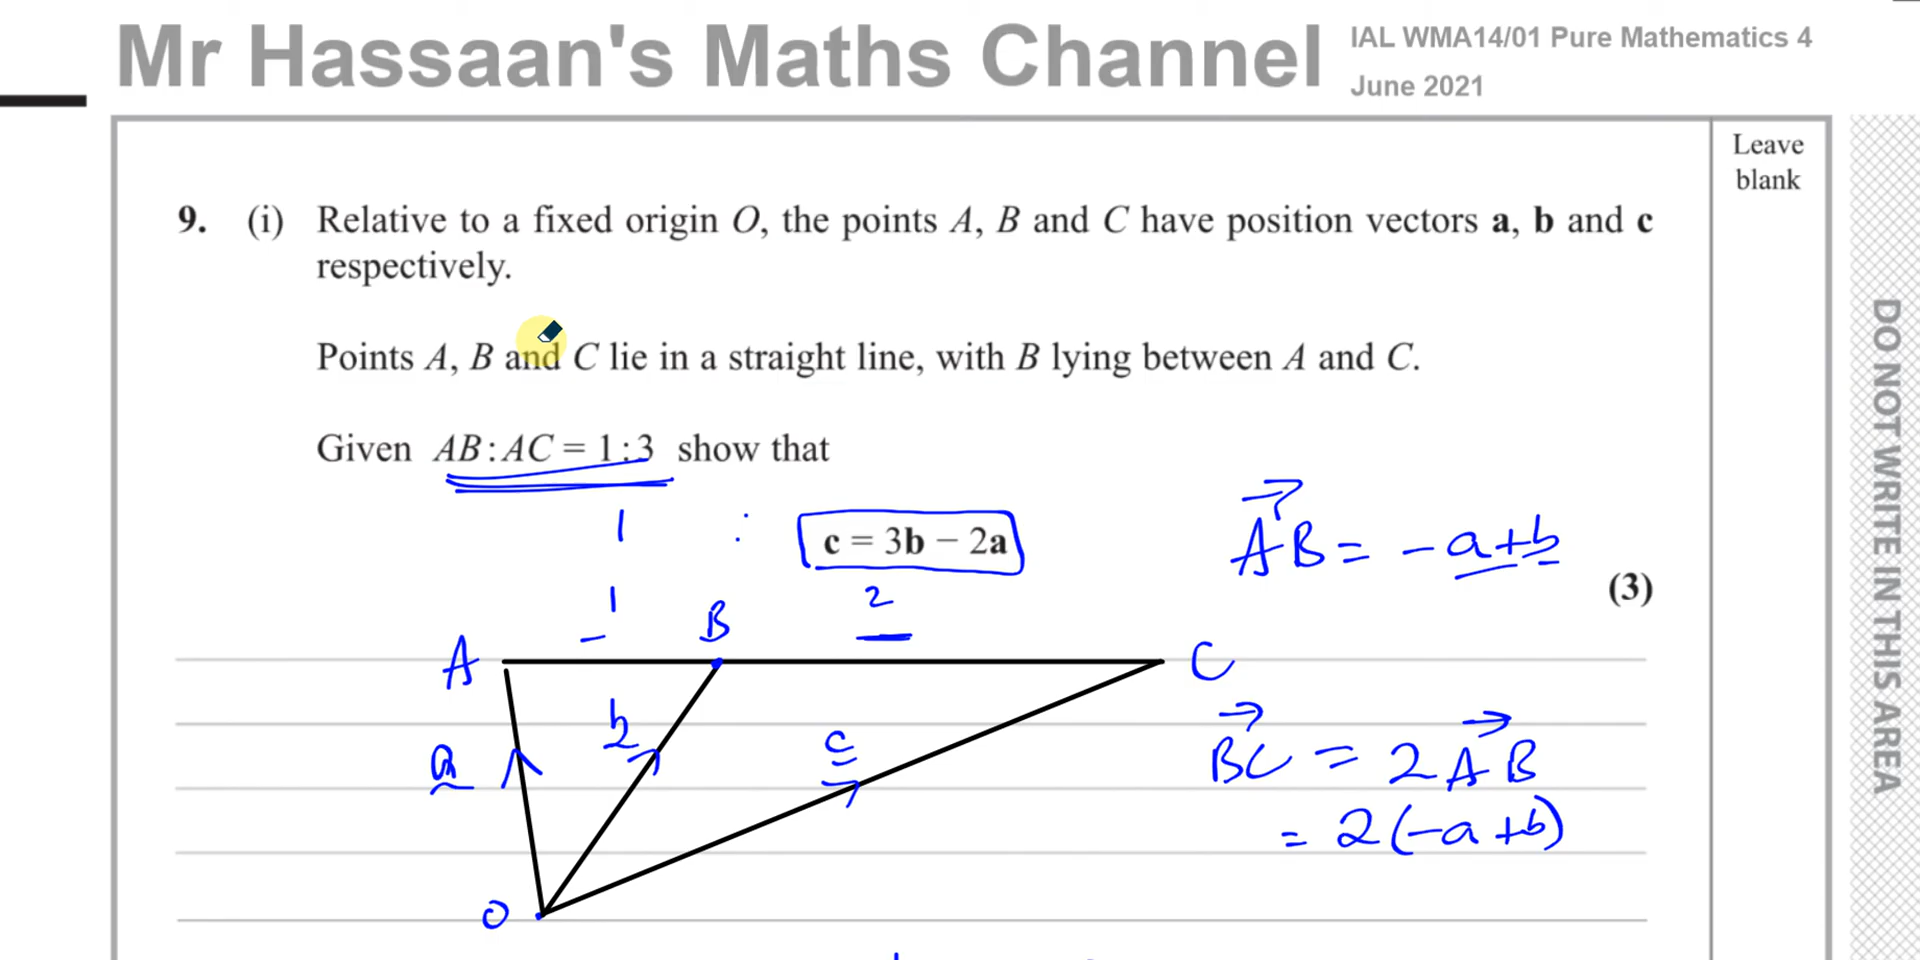 Mr Hassaan's Maths Channel
IAL WMA14/01 Pure Mathematics 4
June 2021
Leave
blank
9. (i) Relative to a fixed origin O, the points A, B and C have position vectors a, b and c
respectively.
Points A, B and C lie in a straight line, with B lying between A and C.
Given AB : AC = 1 : 3 show that
1 :
c = 3b − 2a
AB = −a+b
(3)
1
B
2
A
C
a
b
c
BC = 2AB
= 2(−a+b)
O
DO NOT WRITE IN THIS AREA